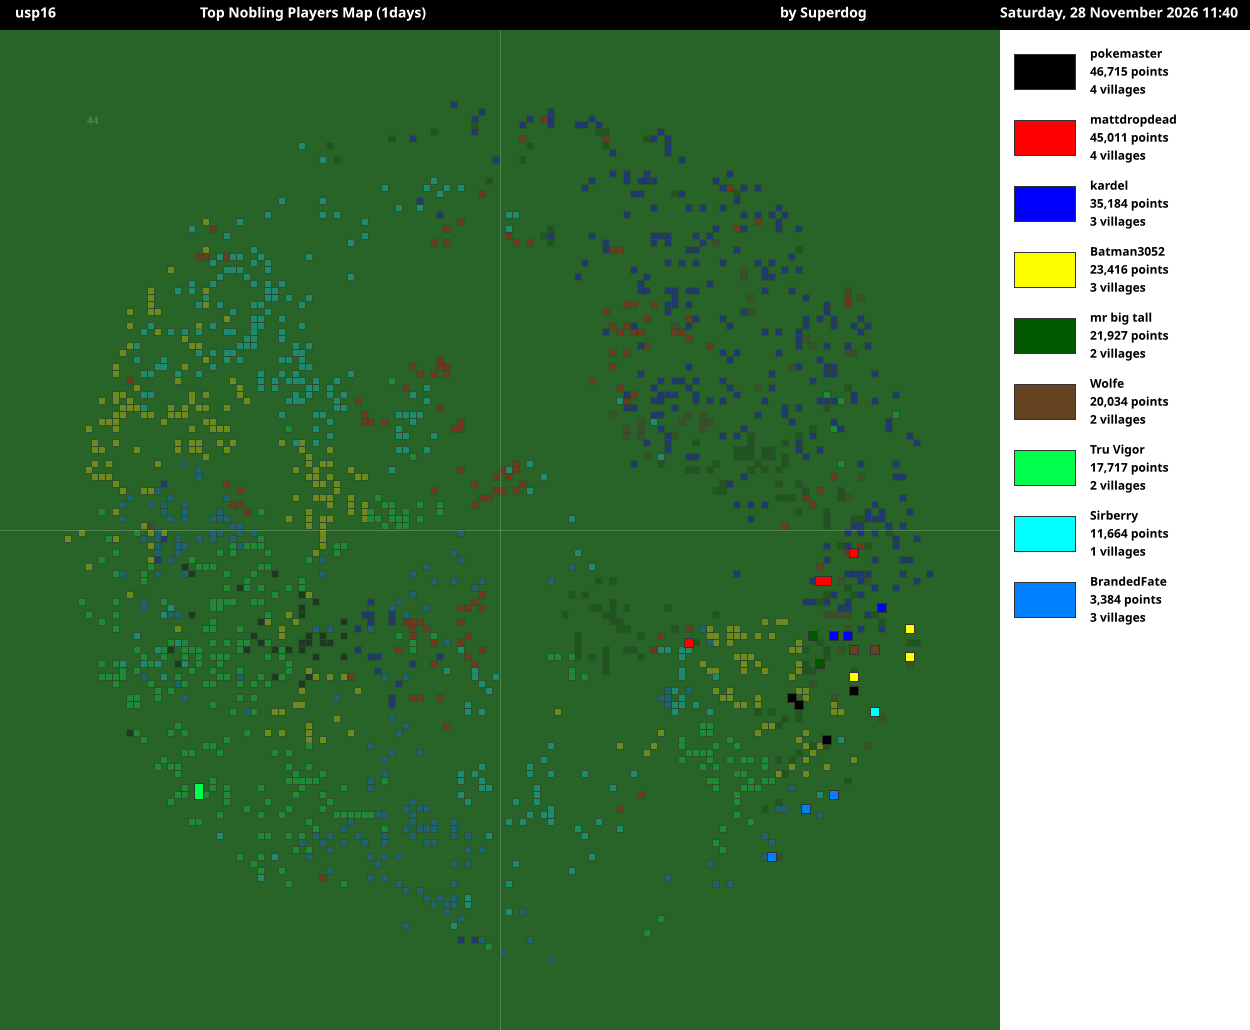 usp16 Top Nobling Players Map (1days) by Superdog Saturday, 28 November 2026 11:40
44
pokemaster
46,715 points
4 villages
mattdropdead
45,011 points
4 villages
kardel
35,184 points
3 villages
Batman3052
23,416 points
3 villages
mr big tall
21,927 points
2 villages
Wolfe
20,034 points
2 villages
Tru Vigor
17,717 points
2 villages
Sirberry
11,664 points
1 villages
BrandedFate
3,384 points
3 villages